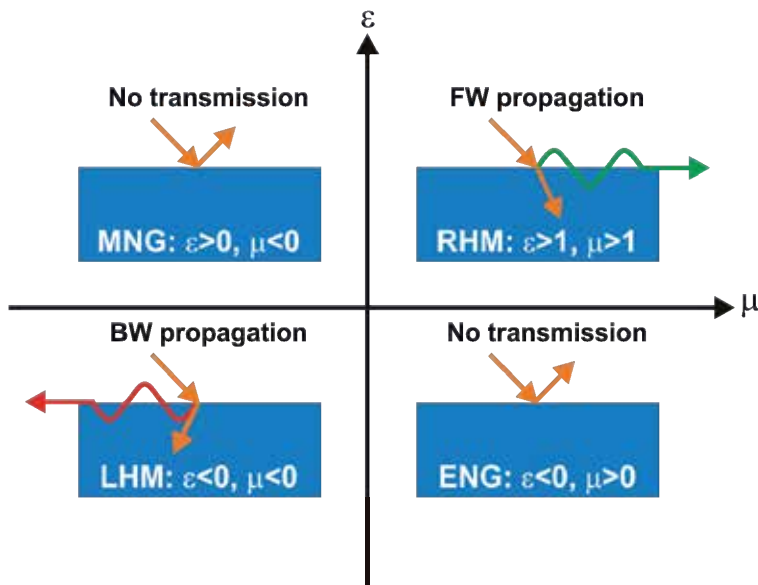 ε
No transmission
FW propagation
MNG: ε>0, μ<0
RHM: ε>1, μ>1
μ
BW propagation
No transmission
LHM: ε<0, μ<0
ENG: ε<0, μ>0